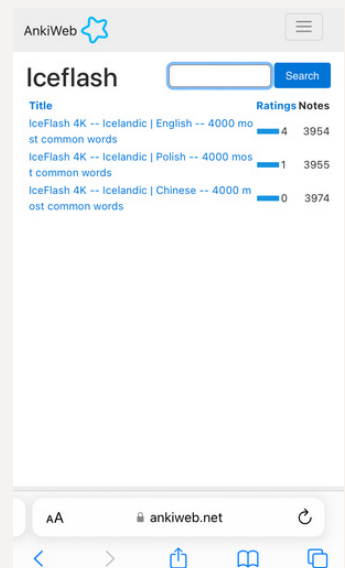 AnkiWeb
Iceflash
Search
Title Ratings Notes
IceFlash 4K -- Icelandic | English -- 4000 mo
st common words
4 3954
IceFlash 4K -- Icelandic | Polish -- 4000 mos
t common words
1 3955
IceFlash 4K -- Icelandic | Chinese -- 4000 m
ost common words
0 3974
AA ankiweb.net